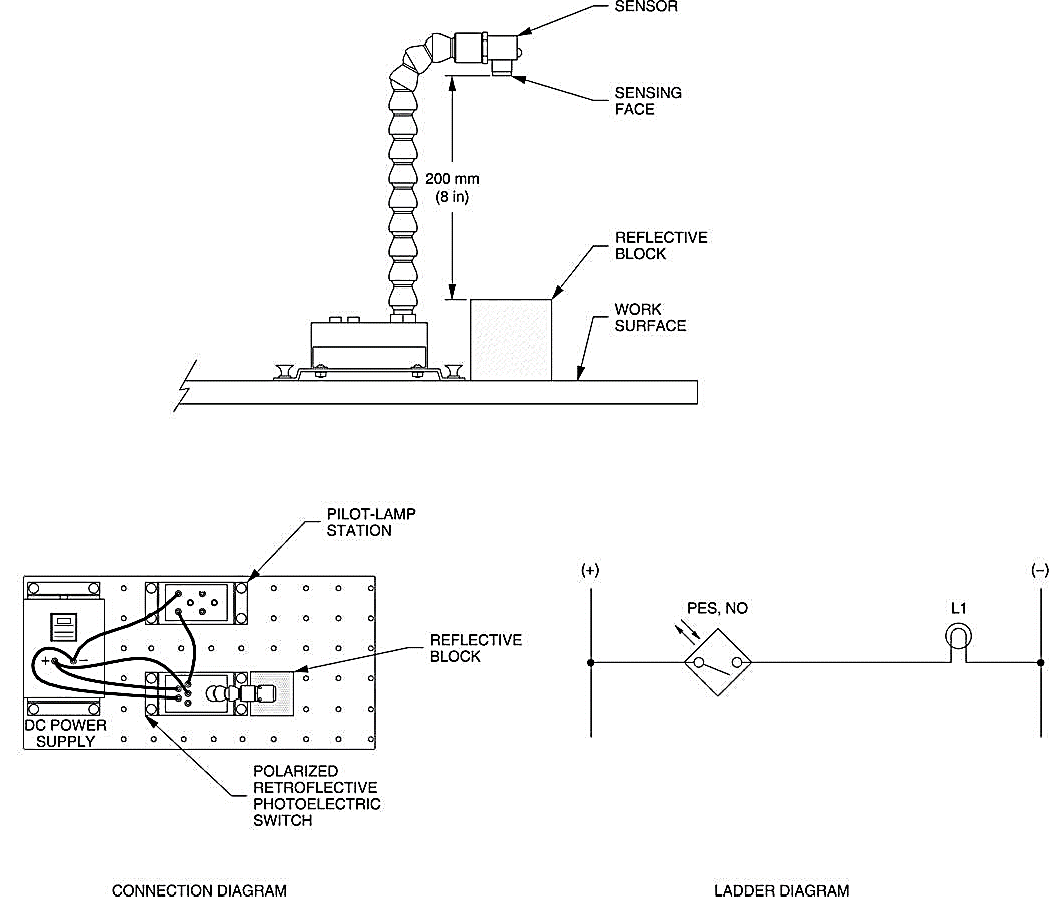 SENSOR
SENSING
FACE
200 mm
(8 in)
REFLECTIVE
BLOCK
WORK
SURFACE
PILOT-LAMP
STATION
REFLECTIVE
BLOCK
+ −
DC POWER
SUPPLY
POLARIZED
RETROFLECTIVE
PHOTOELECTRIC
SWITCH
CONNECTION DIAGRAM
(+)
(−)
PES, NO
L1
LADDER DIAGRAM